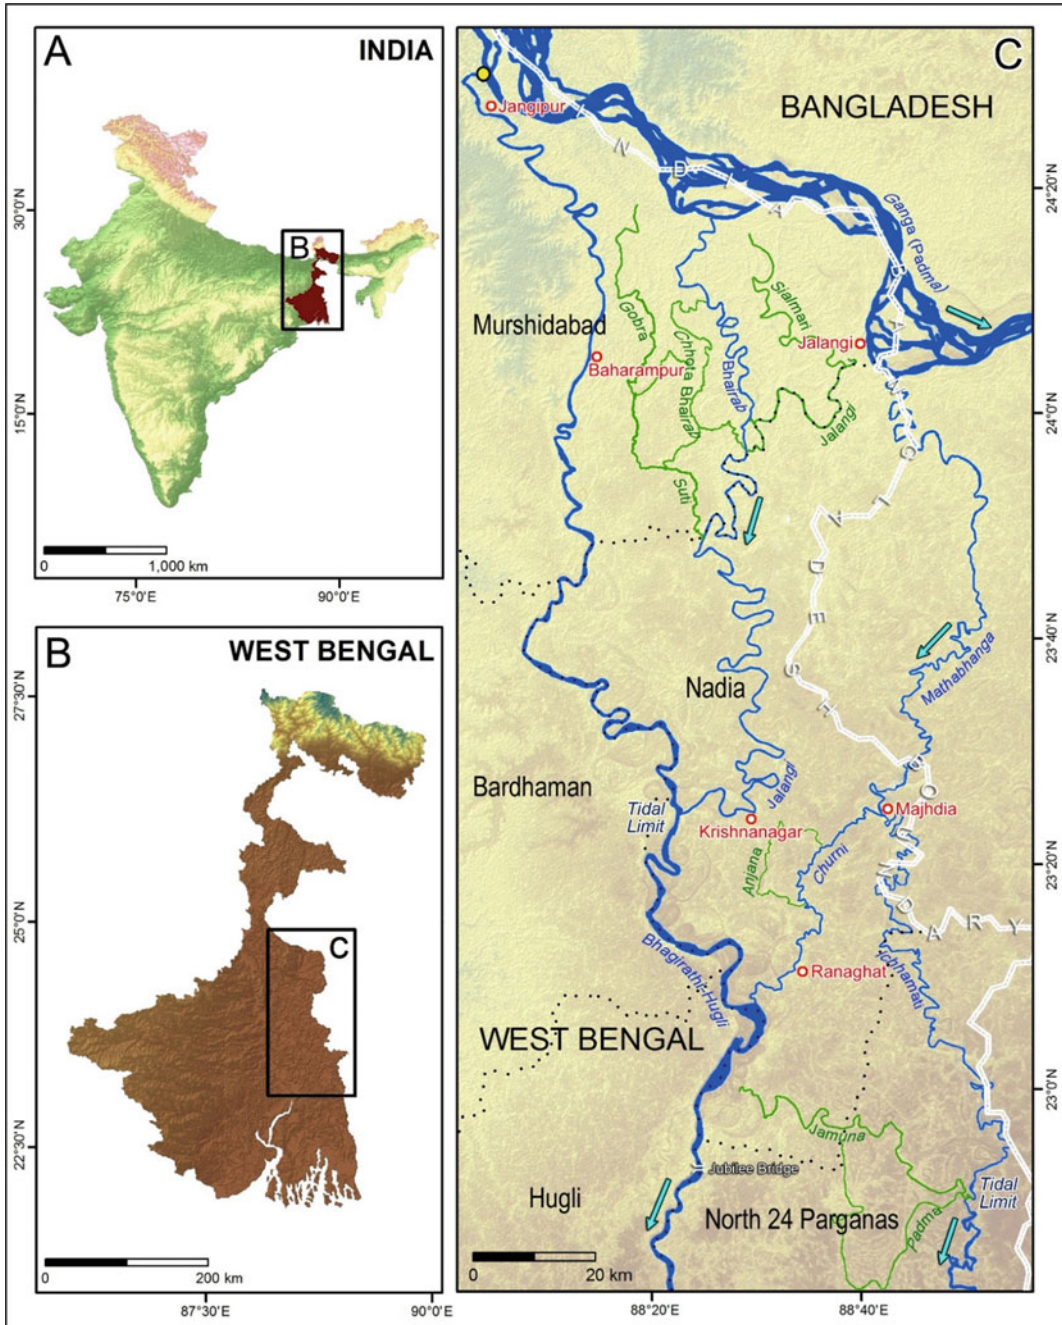 A
INDIA
30°0'N
15°0'N
B
0
1,000 km
75°0'E
90°0'E
B
WEST BENGAL
27°30'N
25°0'N
22°30'N
C
0
200 km
87°30'E
90°0'E
C
BANGLADESH
Jangipur
INDIA BANGLADESH BOUNDARY
24°20'N
Ganga (Padma)
Murshidabad
Gobra
Chhota Bhairab
Bhairab
Sialmari
Jalangi
Baharampur
Jalangi
24°0'N
Suti
23°40'N
Mathabhanga
Nadia
Bardhaman
Tidal
Limit
Jalangi
Krishnanagar
Majhdia
Churni
Anjana
23°20'N
Bhagirathi-Hugli
Ranaghat
Ichhamati
WEST BENGAL
23°0'N
Jamuna
Jubilee Bridge
Hugli
North 24 Parganas
Padma
Tidal
Limit
0
20 km
88°20'E
88°40'E